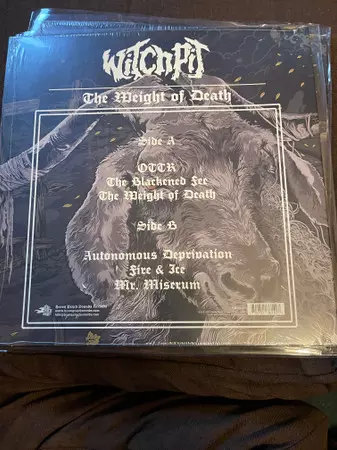 WITCHPIT
The Weight of Death
Side A
OTTR
The Blackened Fee
The Weight of Death
Side B
Autonomous Deprivation
Fire & Ice
Mr. Miserum